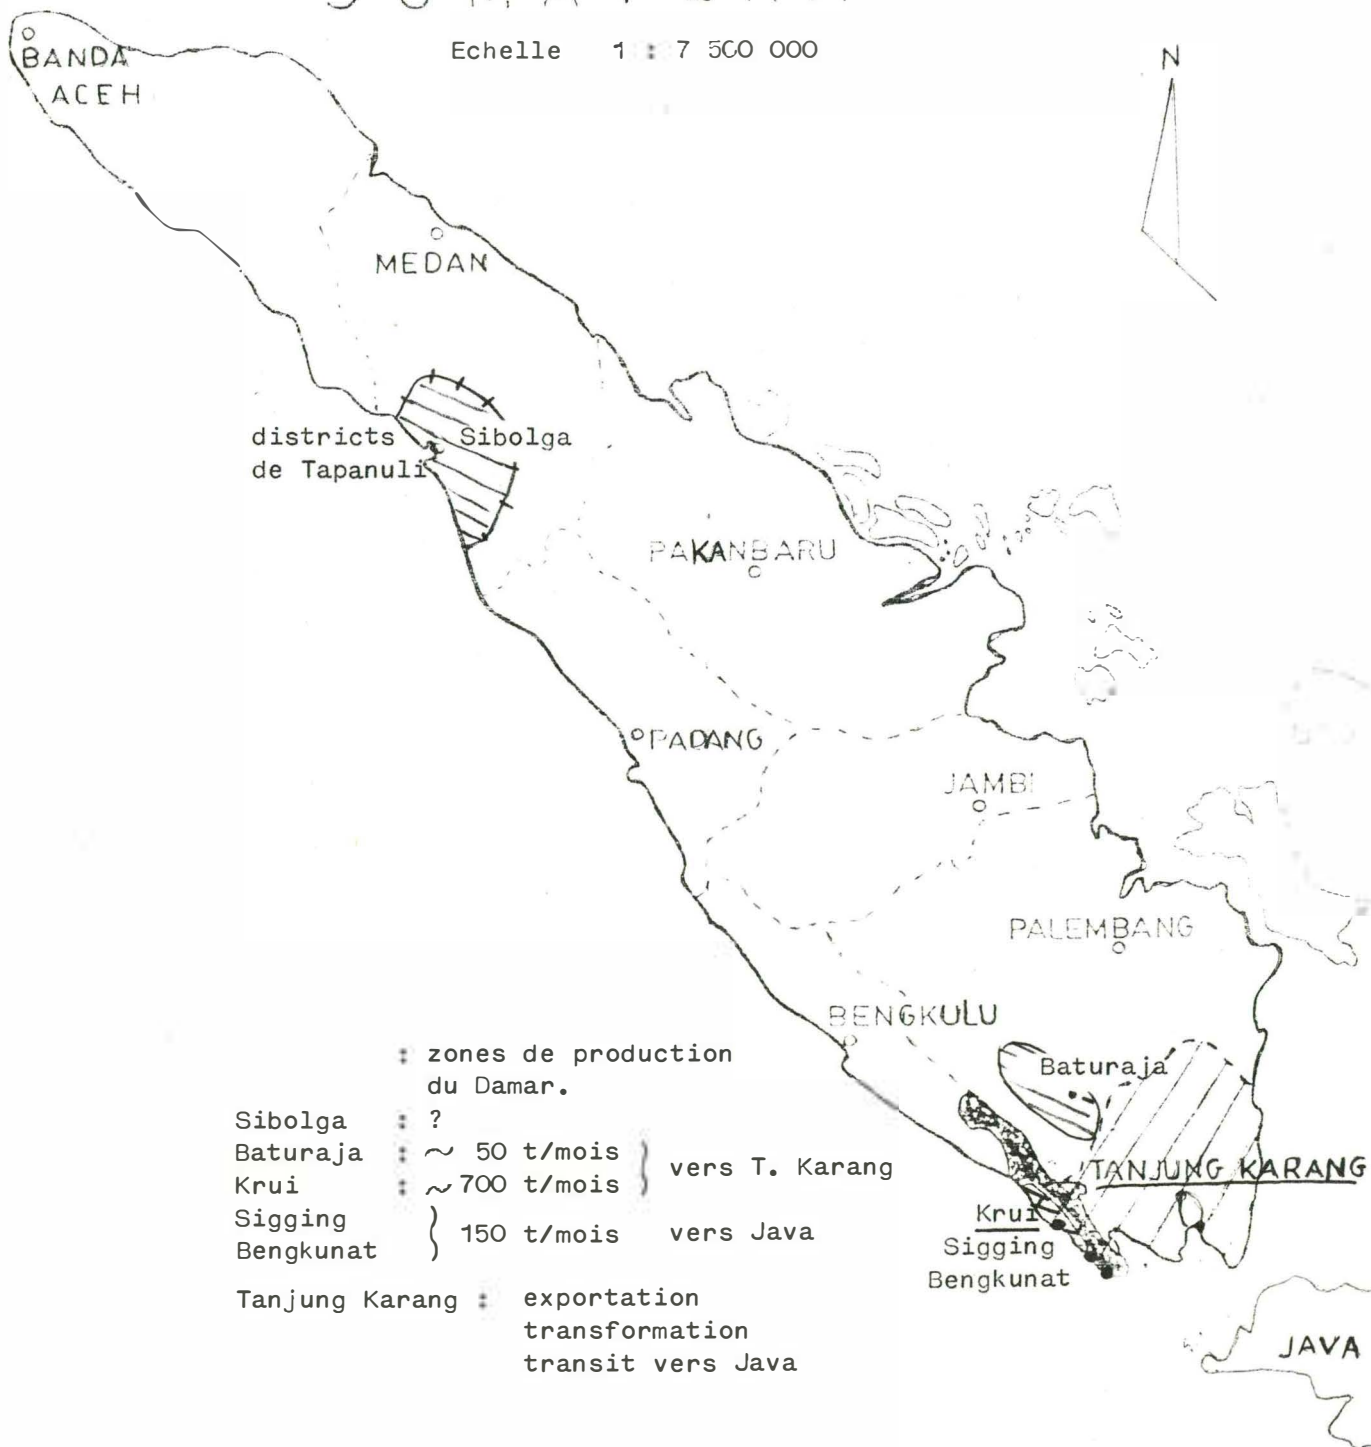 Echelle 1 : 7 500 000
N
BANDA
ACEH
MEDAN
districts
de Tapanuli
Sibolga
PAKANBARU
PADANG
JAMBI
PALEMBANG
BENGKULU
Baturaja
TANJUNG KARANG
Krui
Sigging
Bengkunat
JAVA
: zones de production
du Damar.
Sibolga : ?
Baturaja : ~ 50 t/mois
Krui : ~ 700 t/mois } vers T. Karang
Sigging
Bengkunat } 150 t/mois vers Java
Tanjung Karang : exportation
transformation
transit vers Java